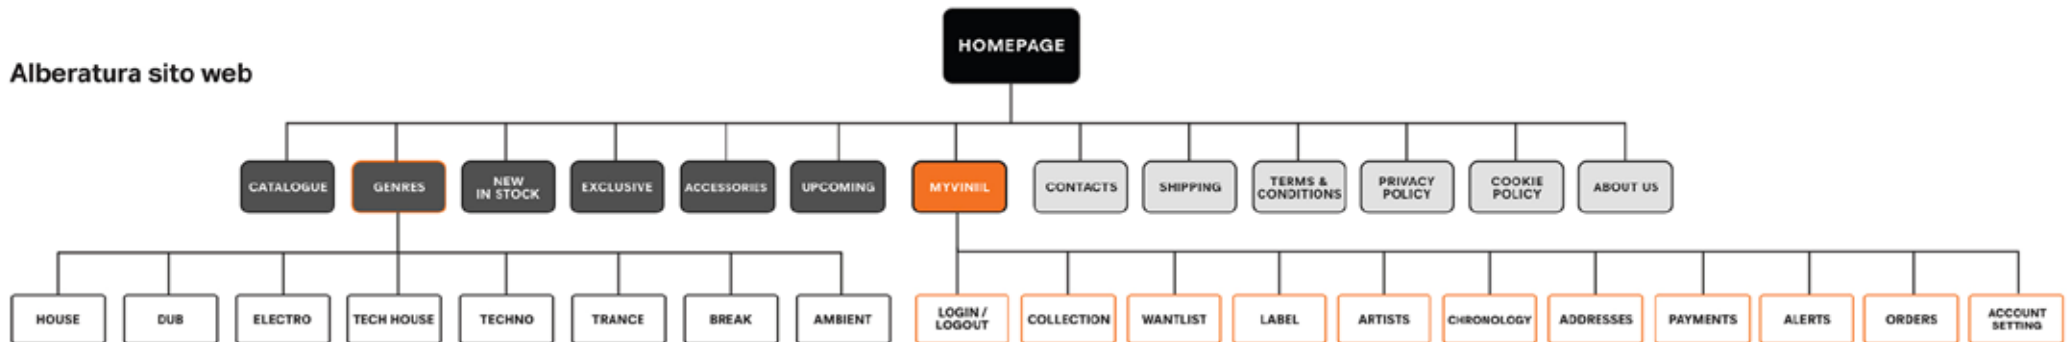 HOMEPAGE
Alberatura sito web
CATALOGUE
GENRES
NEW
IN STOCK
EXCLUSIVE
ACCESSORIES
UPCOMING
MYVINIIL
CONTACTS
SHIPPING
TERMS &
CONDITIONS
PRIVACY
POLICY
COOKIE
POLICY
ABOUT US
HOUSE
DUB
ELECTRO
TECH HOUSE
TECHNO
TRANCE
BREAK
AMBIENT
LOGIN /
LOGOUT
COLLECTION
WANTLIST
LABEL
ARTISTS
CHRONOLOGY
ADDRESSES
PAYMENTS
ALERTS
ORDERS
ACCOUNT
SETTING